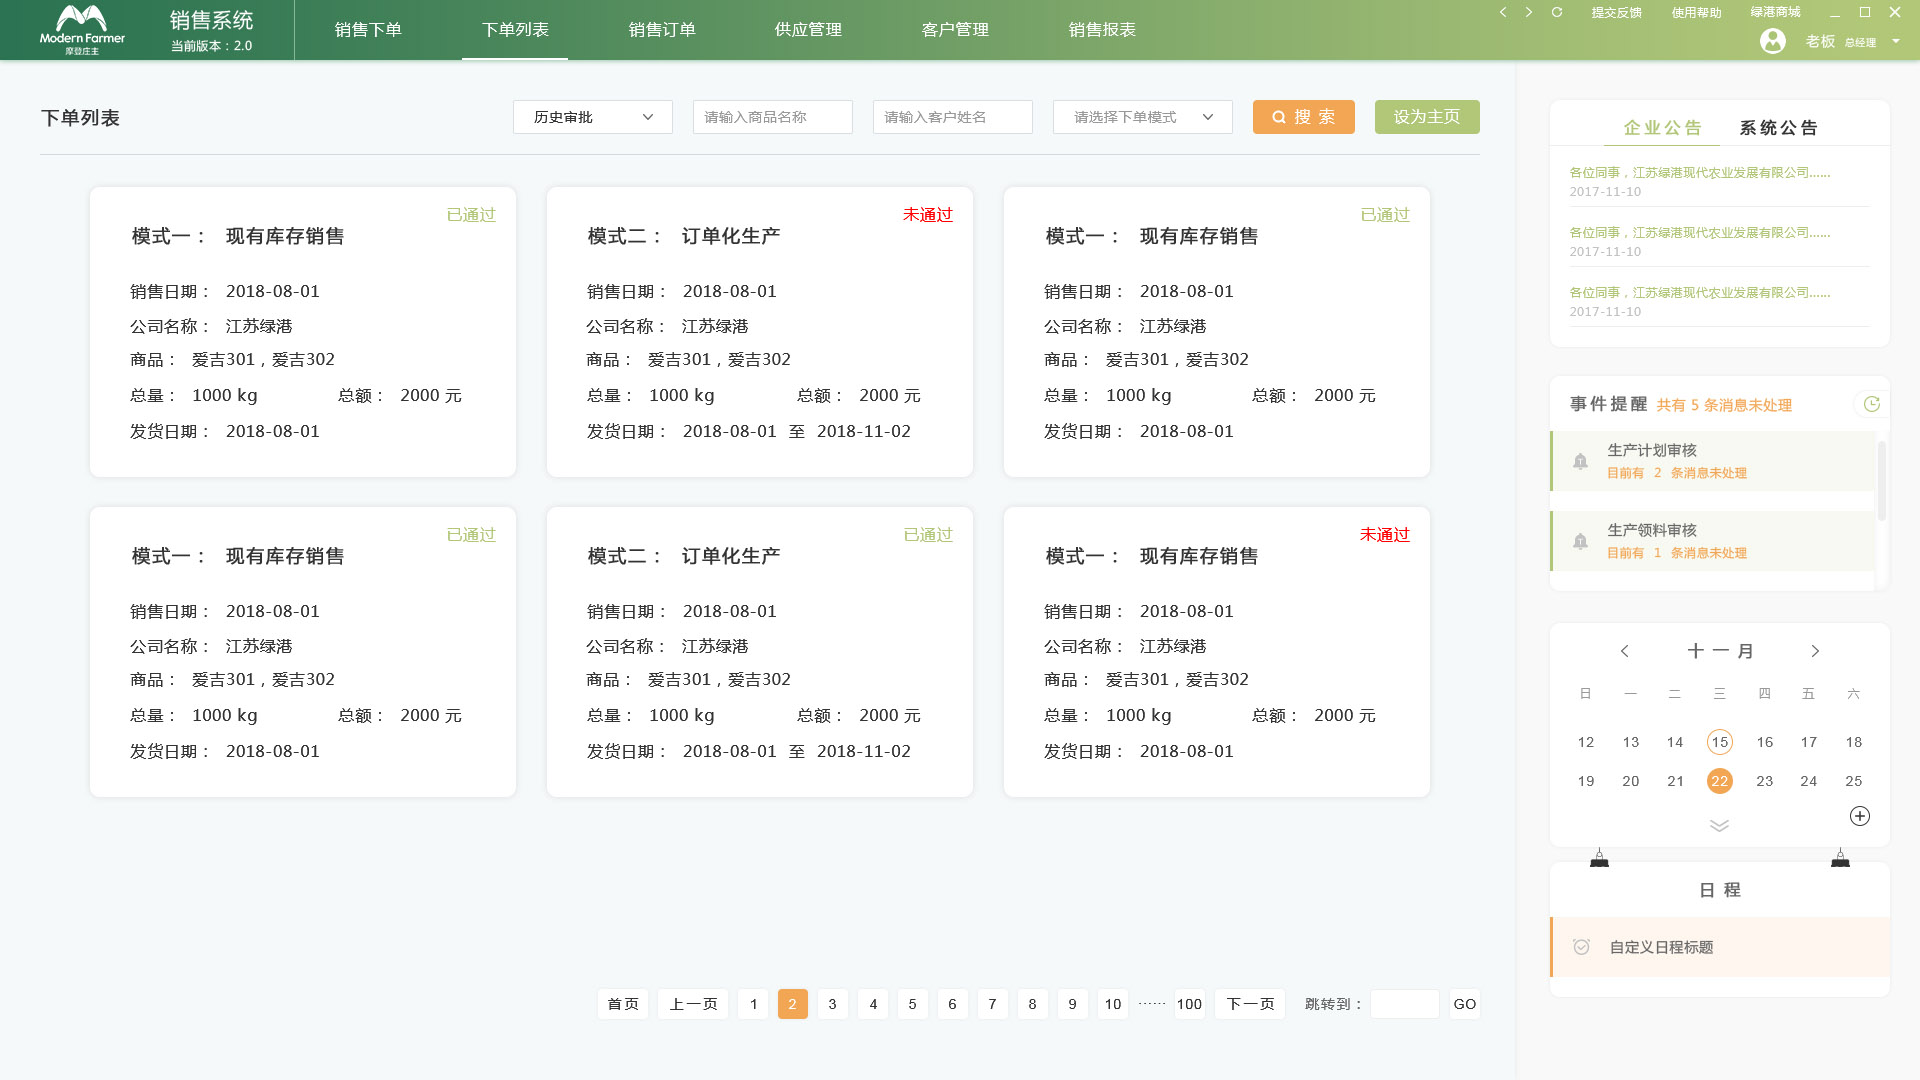 Modern Farmer
摩登庄主
销售系统
当前版本：2.0
销售下单 下单列表 销售订单 供应管理 客户管理 销售报表
提交反馈 使用帮助 绿港商城
老板 总经理
下单列表
历史审批 请输入商品名称 请输入客户姓名 请选择下单模式 搜 索 设为主页
已通过
模式一： 现有库存销售
销售日期： 2018-08-01
公司名称： 江苏绿港
商品： 爱吉301，爱吉302
总量： 1000 kg 总额： 2000 元
发货日期： 2018-08-01
未通过
模式二： 订单化生产
销售日期： 2018-08-01
公司名称： 江苏绿港
商品： 爱吉301，爱吉302
总量： 1000 kg 总额： 2000 元
发货日期： 2018-08-01 至 2018-11-02
已通过
模式一： 现有库存销售
销售日期： 2018-08-01
公司名称： 江苏绿港
商品： 爱吉301，爱吉302
总量： 1000 kg 总额： 2000 元
发货日期： 2018-08-01
已通过
模式一： 现有库存销售
销售日期： 2018-08-01
公司名称： 江苏绿港
商品： 爱吉301，爱吉302
总量： 1000 kg 总额： 2000 元
发货日期： 2018-08-01
已通过
模式二： 订单化生产
销售日期： 2018-08-01
公司名称： 江苏绿港
商品： 爱吉301，爱吉302
总量： 1000 kg 总额： 2000 元
发货日期： 2018-08-01 至 2018-11-02
未通过
模式一： 现有库存销售
销售日期： 2018-08-01
公司名称： 江苏绿港
商品： 爱吉301，爱吉302
总量： 1000 kg 总额： 2000 元
发货日期： 2018-08-01
首页 上一页 1 2 3 4 5 6 7 8 9 10 ······ 100 下一页 跳转到： GO
企业公告 系统公告
各位同事，江苏绿港现代农业发展有限公司......
2017-11-10
各位同事，江苏绿港现代农业发展有限公司......
2017-11-10
各位同事，江苏绿港现代农业发展有限公司......
2017-11-10
事件提醒 共有 5 条消息未处理
生产计划审核
目前有 2 条消息未处理
生产领料审核
目前有 1 条消息未处理
十一月
日 一 二 三 四 五 六
12 13 14 15 16 17 18
19 20 21 22 23 24 25
日 程
自定义日程标题